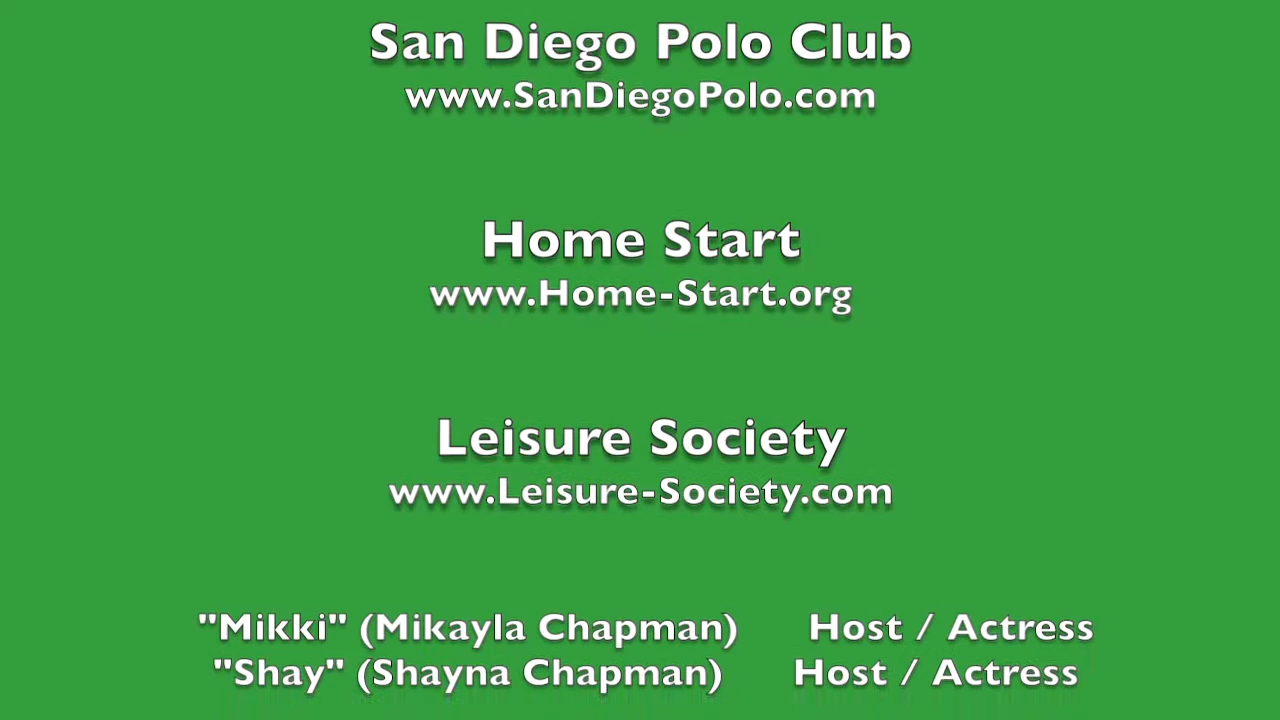 San Diego Polo Club
www.SanDiegoPolo.com
Home Start
www.Home-Start.org
Leisure Society
www.Leisure-Society.com
"Mikki" (Mikayla Chapman) Host / Actress
"Shay" (Shayna Chapman) Host / Actress